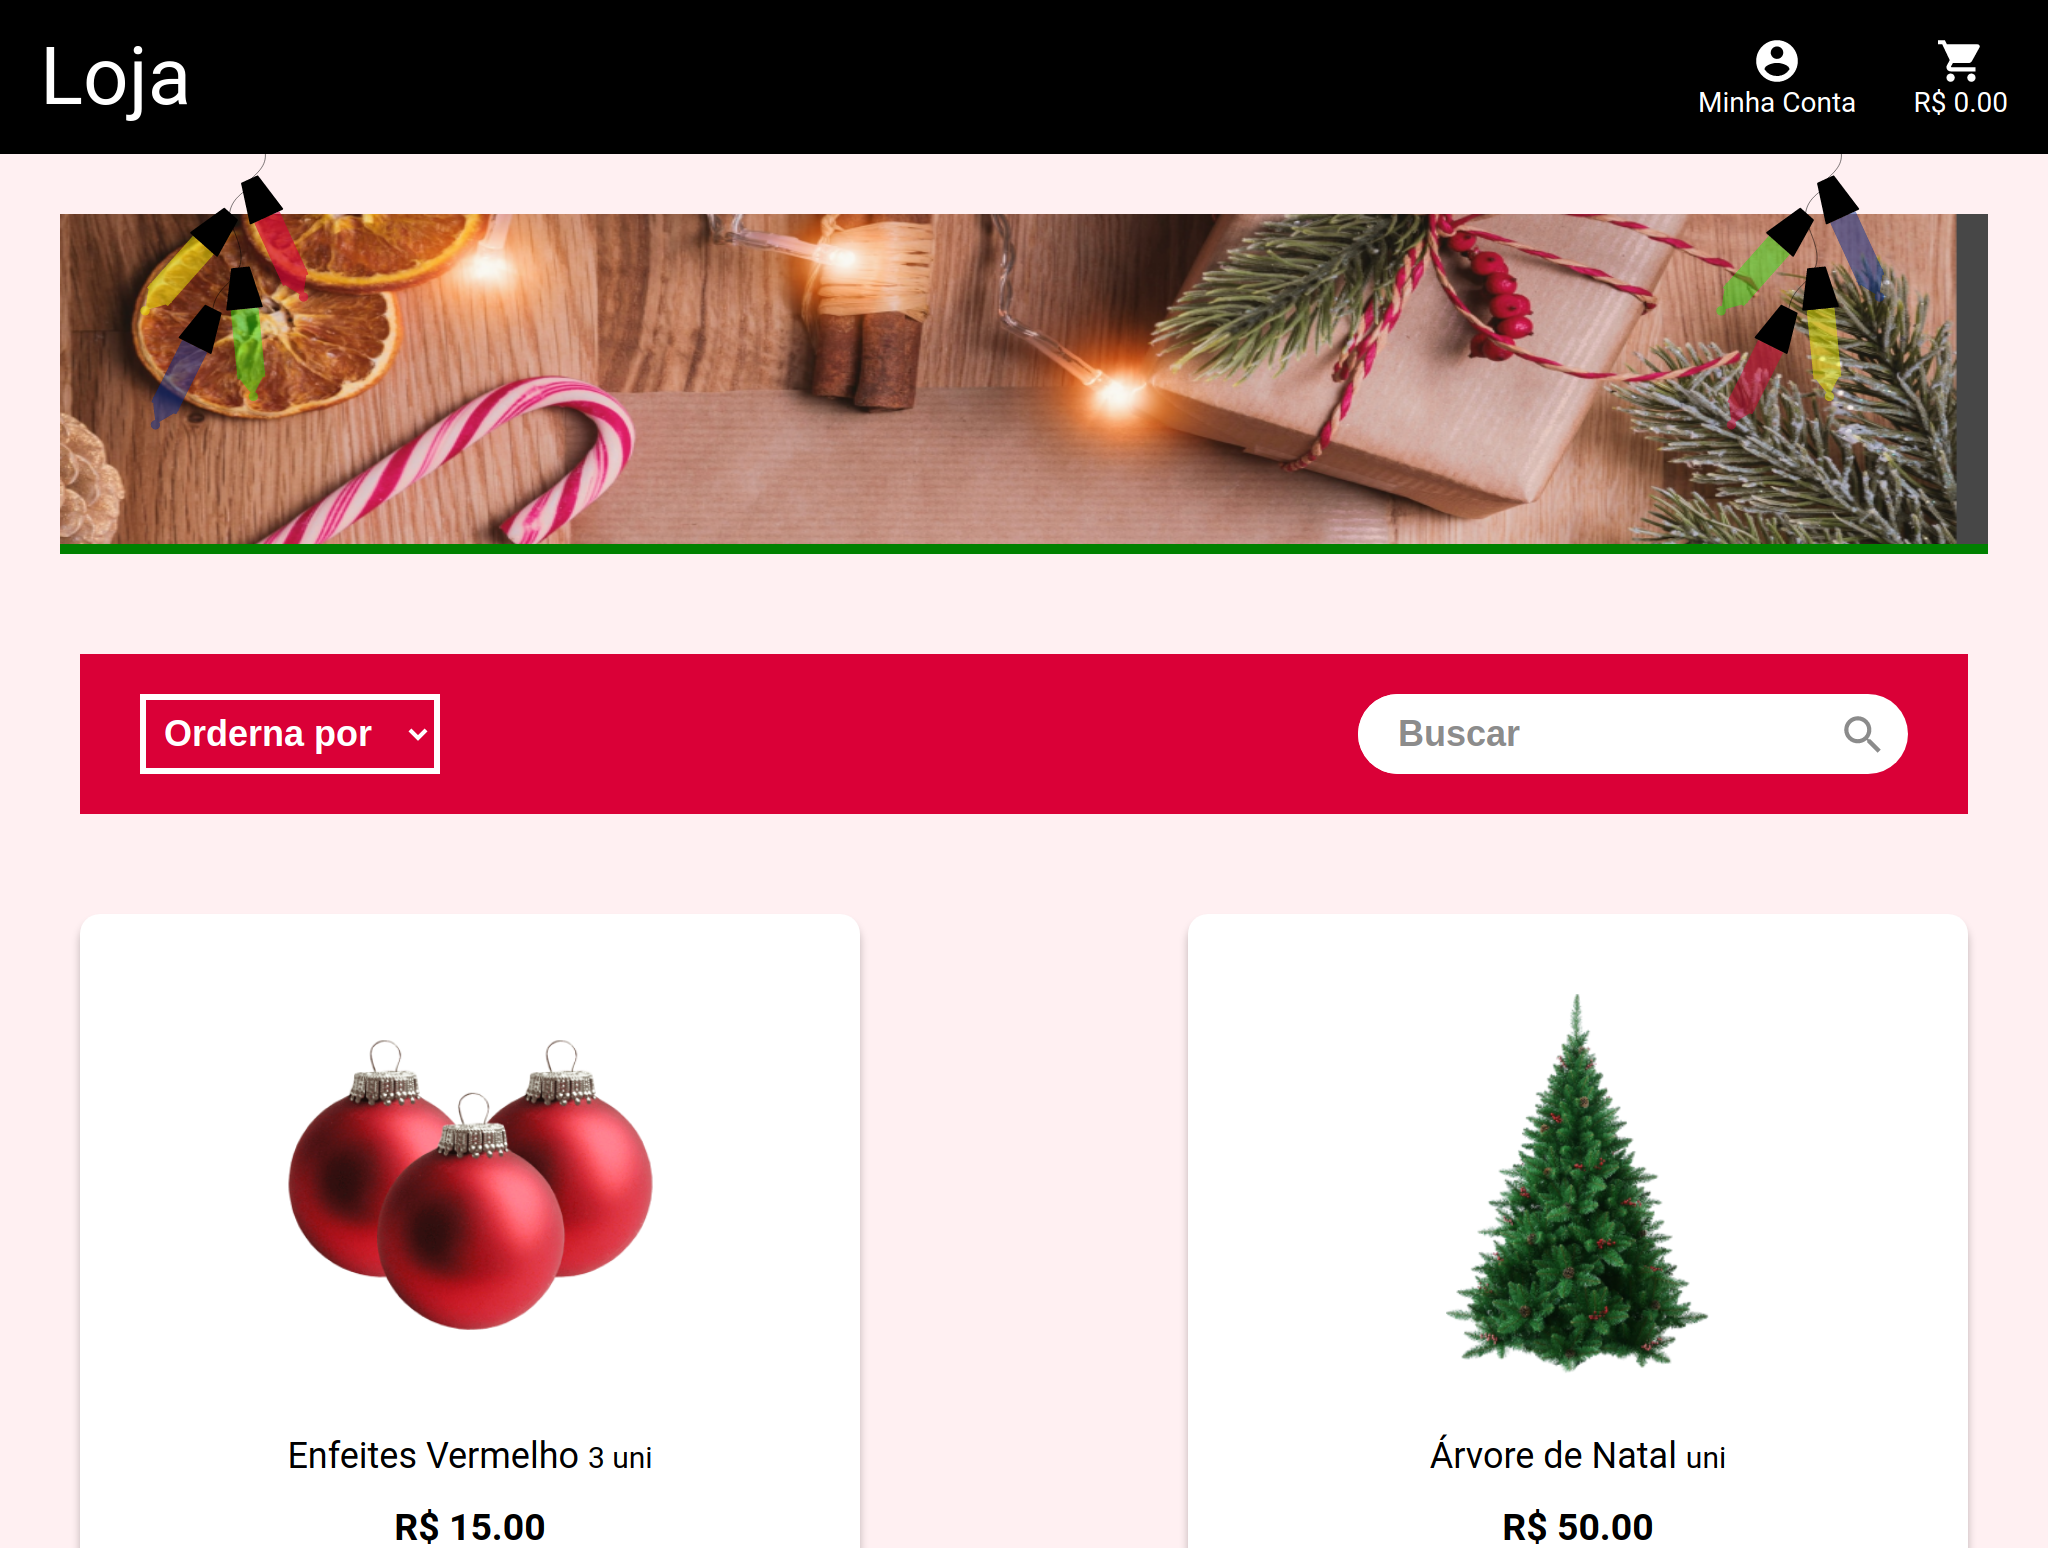 Loja
Minha Conta
R$ 0.00
Orderna por
Buscar
Enfeites Vermelho 3 uni
R$ 15.00
Árvore de Natal uni
R$ 50.00